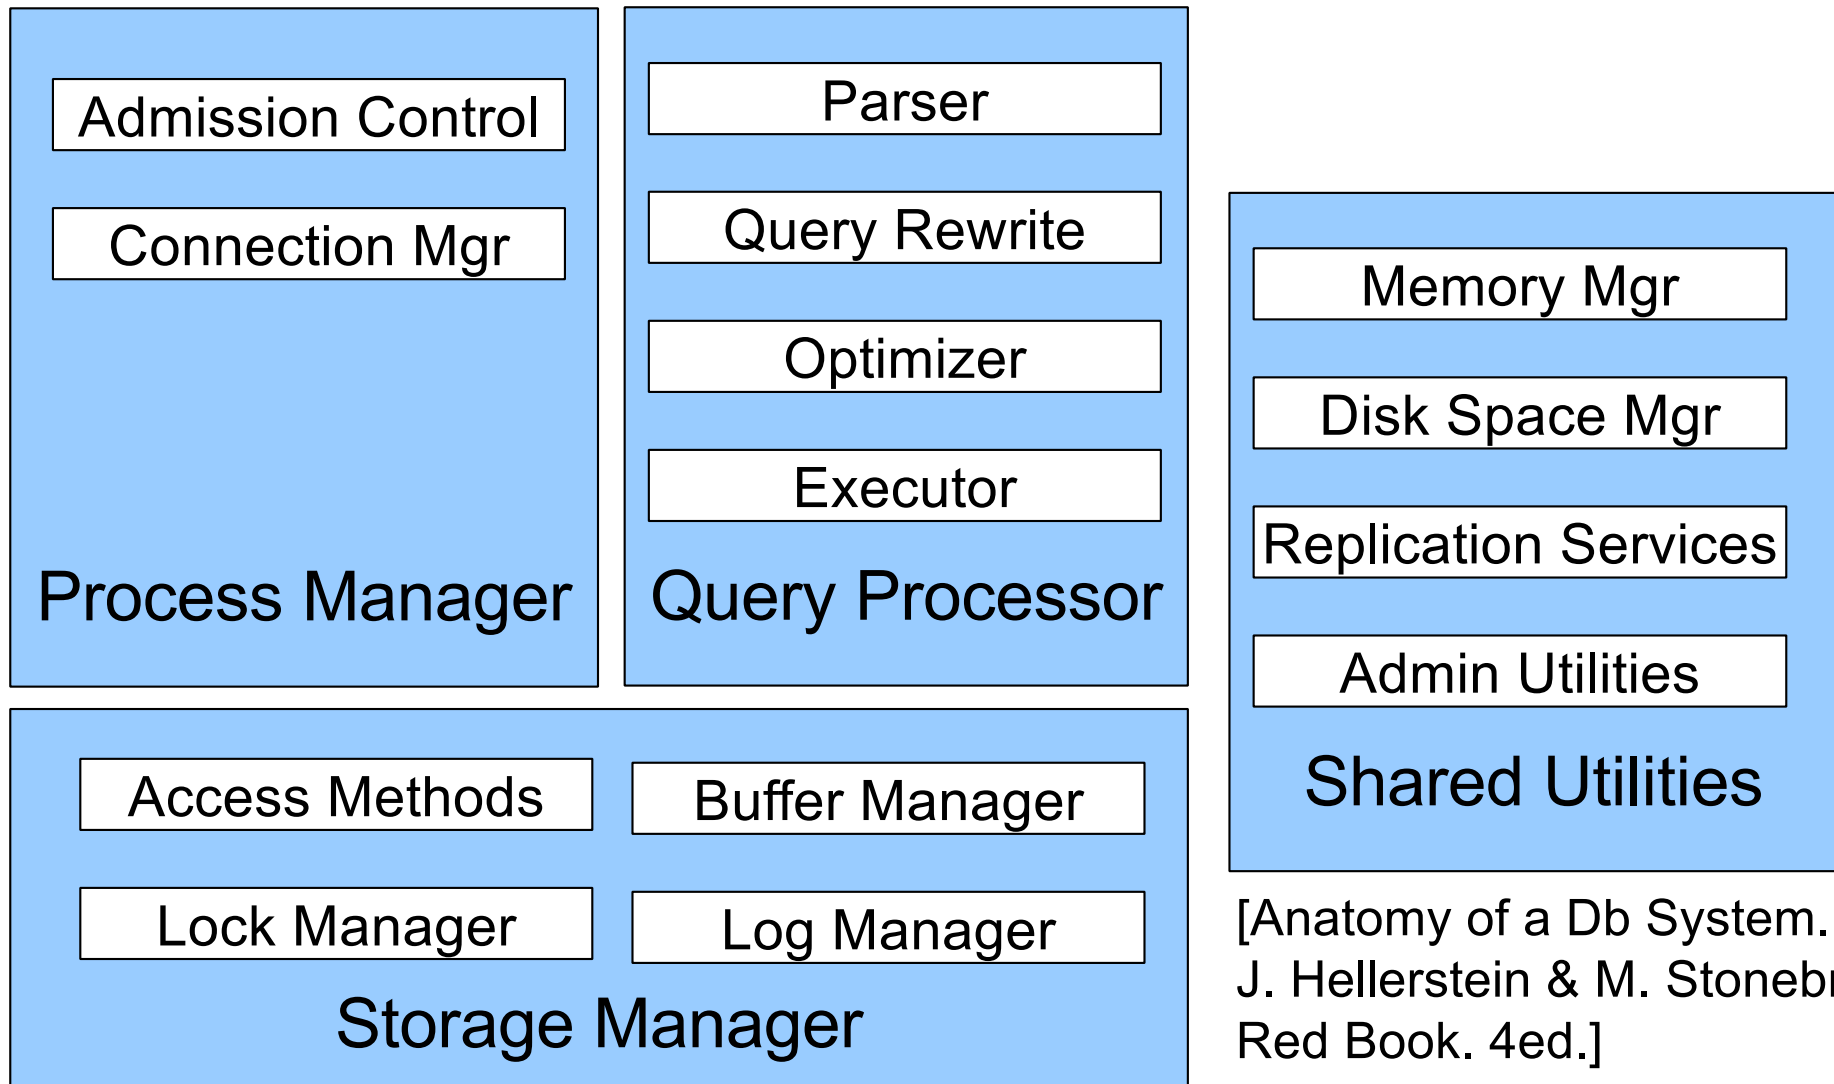 Admission Control
Connection Mgr
Process Manager
Parser
Query Rewrite
Optimizer
Executor
Query Processor
Memory Mgr
Disk Space Mgr
Replication Services
Admin Utilities
Shared Utilities
Access Methods
Buffer Manager
Lock Manager
Log Manager
Storage Manager
[Anatomy of a Db System.
J. Hellerstein & M.
Red Book. 4ed.]